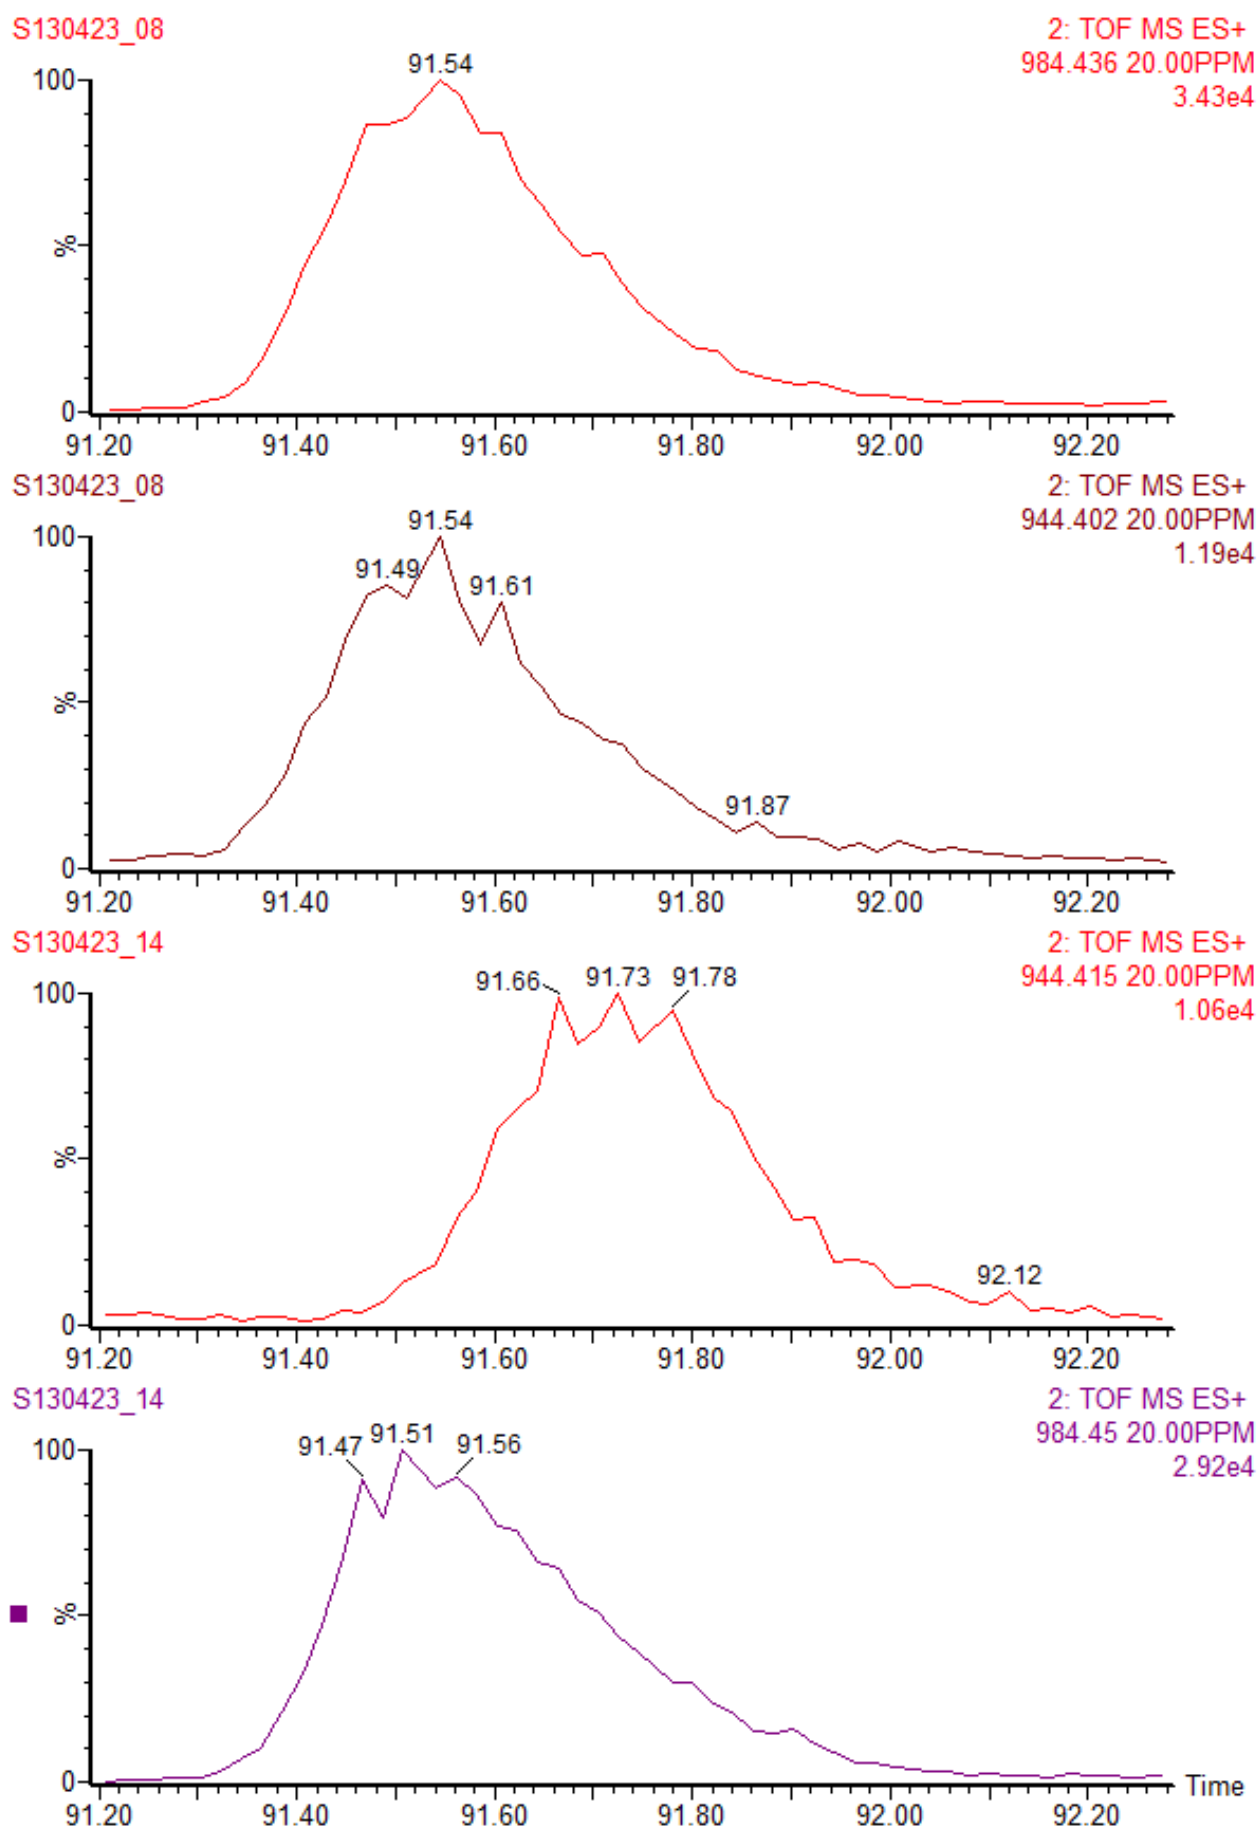 S130423_08
2: TOF MS ES+
984.436 20.00PPM
3.43e4
91.54
100
%
0
91.20 91.40 91.60 91.80 92.00 92.20
S130423_08
2: TOF MS ES+
944.402 20.00PPM
1.19e4
91.54
100
91.49
91.61
%
91.87
0
91.20 91.40 91.60 91.80 92.00 92.20
S130423_14
2: TOF MS ES+
944.415 20.00PPM
1.06e4
91.66 91.73 91.78
100
%
92.12
0
91.20 91.40 91.60 91.80 92.00 92.20
S130423_14
2: TOF MS ES+
984.45 20.00PPM
2.92e4
91.47 91.51 91.56
100
%
0
Time
91.20 91.40 91.60 91.80 92.00 92.20